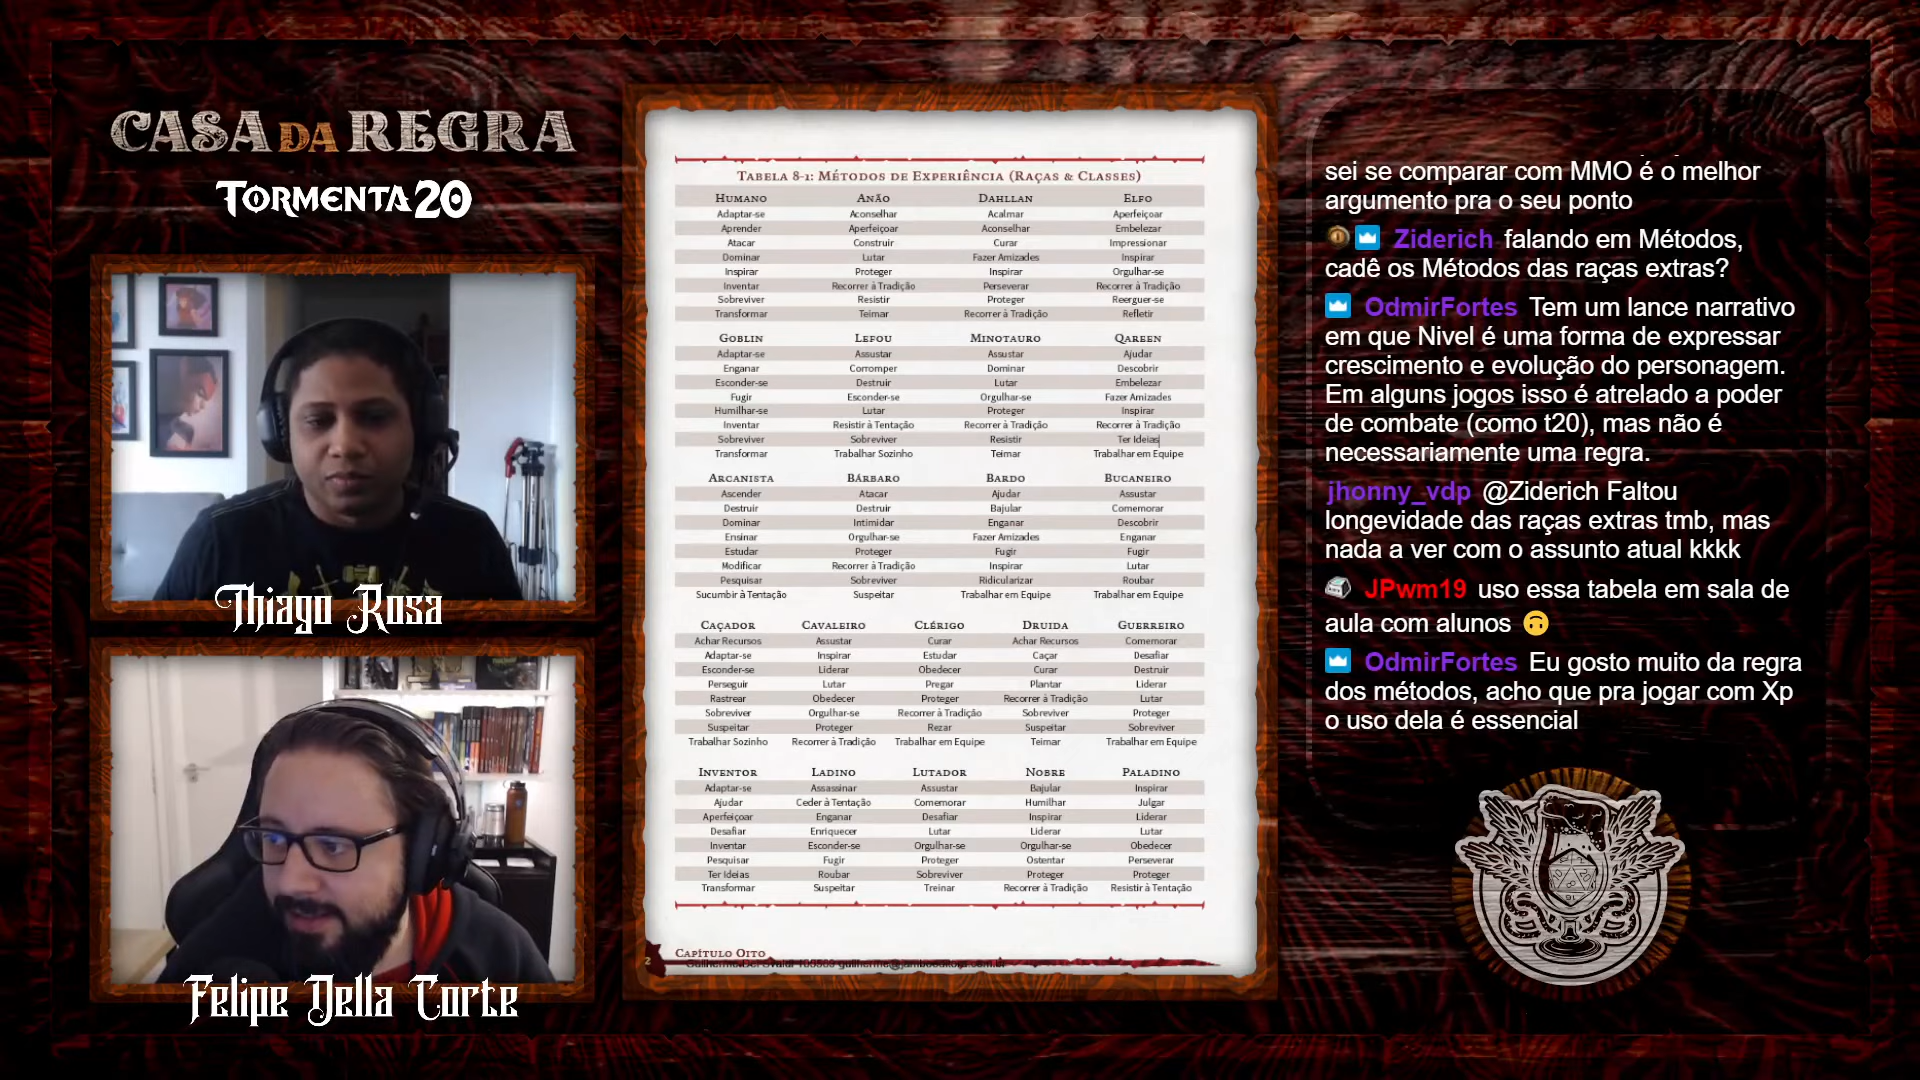 CASA DA REGRA
TORMENTA20
Thiago Rosa
Felipe Della Corte
TABELA 8-1: MÉTODOS DE EXPERIÊNCIA (RAÇAS & CLASSES)
HUMANO ANÃO DAHLLAN ELFO
Adaptar-se Aconselhar Acalmar Aperfeiçoar
Aprender Aperfeiçoar Aconselhar Embelezar
Atacar Construir Curar Impressionar
Dominar Lutar Fazer Amizades Inspirar
Inspirar Proteger Inspirar Orgulhar-se
Inventar Recorrer à Tradição Perseverar Recorrer à Tradição
Sobreviver Resistir Proteger Reerguer-se
Transformar Teimar Recorrer à Tradição Refletir
GOBLIN LEFOU MINOTAURO QAREEN
Adaptar-se Assustar Assustar Ajudar
Enganar Corromper Dominar Descobrir
Esconder-se Destruir Lutar Embelezar
Fugir Esconder-se Orgulhar-se Fazer Amizades
Humilhar-se Lutar Proteger Inspirar
Inventar Resistir à Tentação Recorrer à Tradição Recorrer à Tradição
Sobreviver Sobreviver Resistir Ter Ideias
Transformar Trabalhar Sozinho Teimar Trabalhar em Equipe
ARCANISTA BÁRBARO BARDO BUCANEIRO
Ascender Atacar Ajudar Assustar
Destruir Destruir Bajular Comemorar
Dominar Intimidar Enganar Descobrir
Ensinar Orgulhar-se Fazer Amizades Enganar
Estudar Proteger Fugir Fugir
Modificar Recorrer à Tradição Inspirar Lutar
Pesquisar Sobreviver Ridicularizar Roubar
Sucumbir à Tentação Suspeitar Trabalhar em Equipe Trabalhar em Equipe
CAÇADOR CAVALEIRO CLÉRIGO DRUIDA GUERREIRO
Achar Recursos Assustar Curar Achar Recursos Comemorar
Adaptar-se Inspirar Estudar Caçar Desafiar
Esconder-se Liderar Obedecer Curar Destruir
Perseguir Lutar Pregar Plantar Liderar
Rastrear Obedecer Proteger Recorrer à Tradição Lutar
Sobreviver Orgulhar-se Recorrer à Tradição Sobreviver Proteger
Suspeitar Proteger Rezar Suspeitar Sobreviver
Trabalhar Sozinho Recorrer à Tradição Trabalhar em Equipe Teimar Trabalhar em Equipe
INVENTOR LADINO LUTADOR NOBRE PALADINO
Adaptar-se Assassinar Assustar Bajular Inspirar
Ajudar Ceder à Tentação Comemorar Humilhar Julgar
Aperfeiçoar Enganar Desafiar Inspirar Liderar
Desafiar Enriquecer Lutar Liderar Lutar
Inventar Esconder-se Orgulhar-se Orgulhar-se Obedecer
Pesquisar Fugir Proteger Ostentar Perseverar
Ter Ideias Roubar Sobreviver Proteger Proteger
Transformar Suspeitar Treinar Recorrer à Tradição Resistir à Tentação
CAPÍTULO OITO
2
sei se comparar com MMO é o melhor
argumento pra o seu ponto
Ziderich falando em Métodos,
cadê os Métodos das raças extras?
OdmirFortes Tem um lance narrativo
em que Nivel é uma forma de expressar
crescimento e evolução do personagem.
Em alguns jogos isso é atrelado a poder
de combate (como t20), mas não é
necessariamente uma regra.
jhonny_vdp @Ziderich Faltou
longevidade das raças extras tmb, mas
nada a ver com o assunto atual kkkk
JPwm19 uso essa tabela em sala de
aula com alunos 🙃
OdmirFortes Eu gosto muito da regra
dos métodos, acho que pra jogar com Xp
o uso dela é essencial